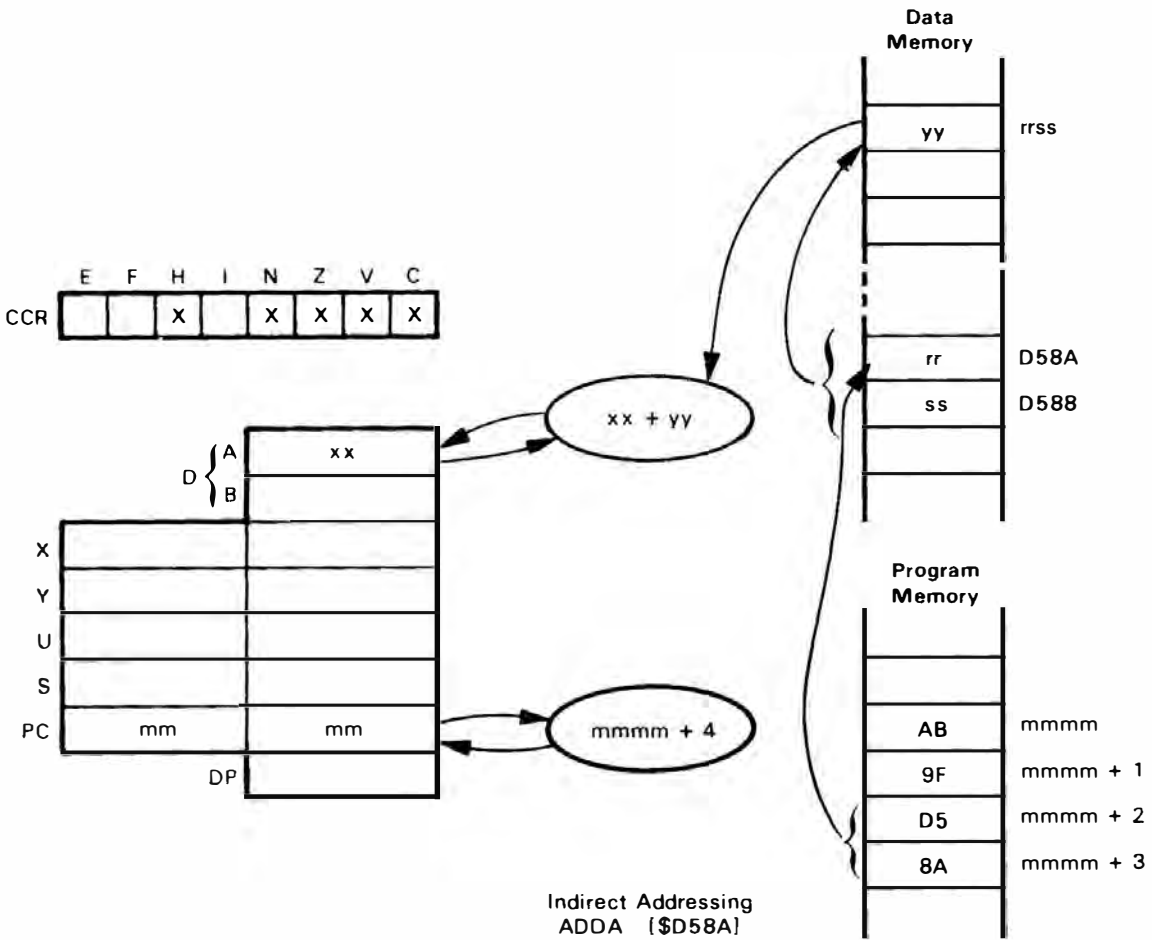 Data
Memory
yy rrss
E F H I N Z V C
CCR X X X X X
rr D58A
ss D588
xx + yy
D { A xx
B
X
Y
U
S
PC mm mm
DP
mmmm + 4
Program
Memory
AB mmmm
9F mmmm + 1
D5 mmmm + 2
8A mmmm + 3
Indirect Addressing
ADDA [$D58A]